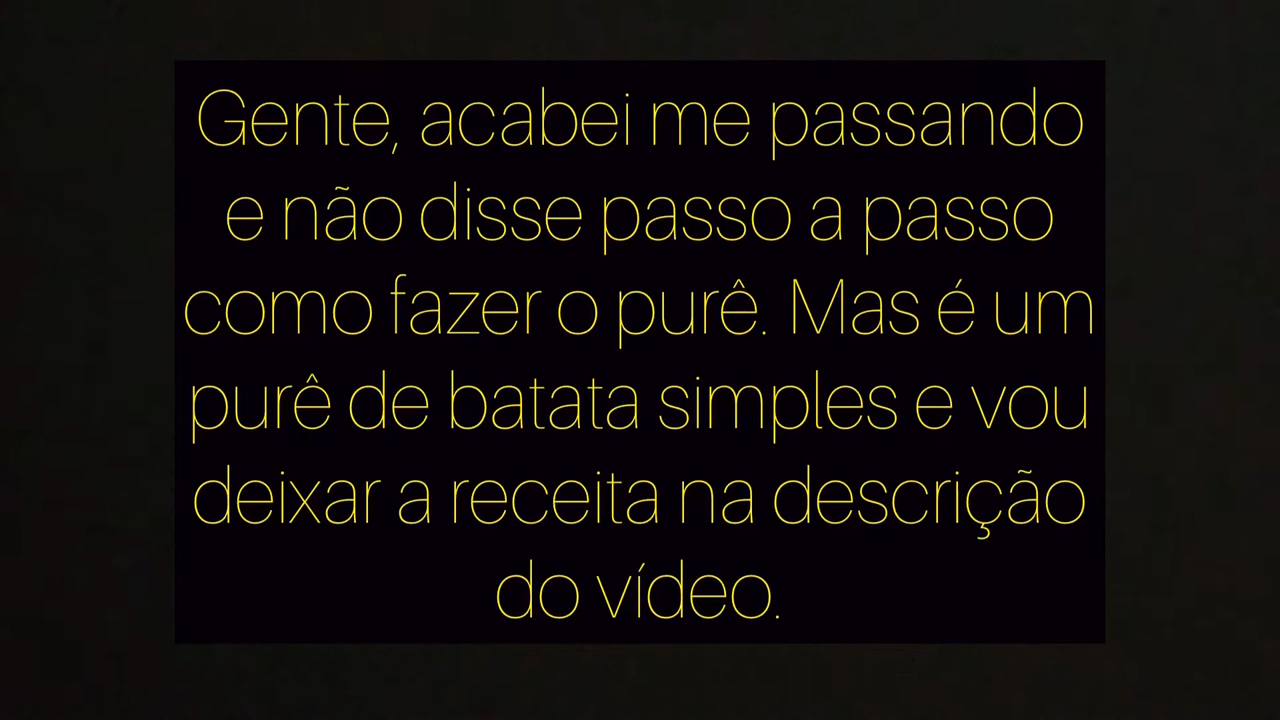 Gente, acabei me passando
e não disse passo a passo
como fazer o purê. Mas é um
purê de batata simples e vou
deixar a receita na descrição
do vídeo.